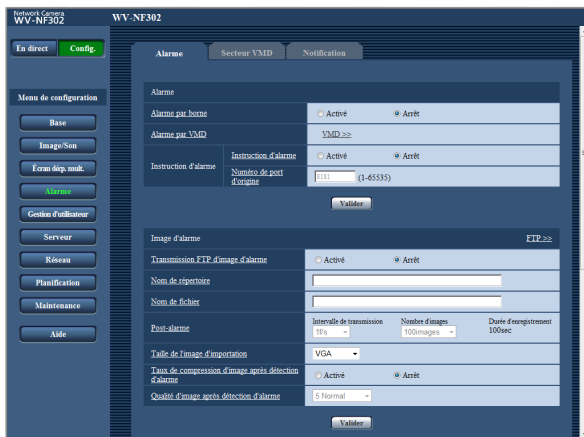 Network Camera
WV-NF302
WV-NF302
En direct
Config.
Alarme
Secteur VMD
Notification
Menu de configuration
Base
Image/Son
Écran déçp. mult.
Alarme
Gestion d'utilisateur
Serveur
Réseau
Planification
Maintenance
Aide
Alarme
Alarme par borne
Activé
Arrêt
Alarme par VMD
VMD >>
Instruction d'alarme
Instruction d'alarme
Activé
Arrêt
Numéro de port
d'origine
(1-65535)
Valider
Image d'alarme
FTP >>
Transmission FTP d'image d'alarme
Activé
Arrêt
Nom de répertoire
Nom de fichier
Post-alarme
Intervalle de transmission
Nombre d'images
Durée d'enregistrement
1f/s
100images
100sec
Taille de l'image d'importation
VGA
Taux de compression d'image après détection
d'alarme
Activé
Arrêt
Qualité d'image après détection d'alarme
5 Normal
Valider